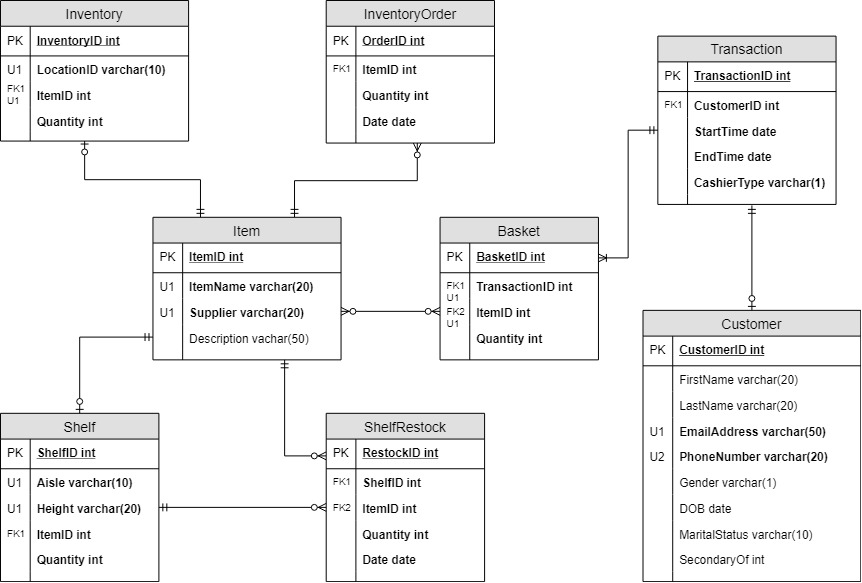 Inventory
PK InventoryID int
U1 LocationID varchar(10)
FK1 U1 ItemID int
Quantity int
InventoryOrder
PK OrderID int
FK1 ItemID int
Quantity int
Date date
Transaction
PK TransactionID int
FK1 CustomerID int
StartTime date
EndTime date
CashierType varchar(1)
Item
PK ItemID int
U1 ItemName varchar(20)
U1 Supplier varchar(20)
Description vachar(50)
Basket
PK BasketID int
FK1 U1 TransactionID int
FK2 U1 ItemID int
Quantity int
Customer
PK CustomerID int
FirstName varchar(20)
LastName varchar(20)
U1 EmailAddress varchar(50)
U2 PhoneNumber varchar(20)
Gender varchar(1)
DOB date
MaritalStatus varchar(10)
SecondaryOf int
Shelf
PK ShelfID int
U1 Aisle varchar(10)
U1 Height varchar(20)
FK1 ItemID int
Quantity int
ShelfRestock
PK RestockID int
FK1 ShelfID int
FK2 ItemID int
Quantity int
Date date